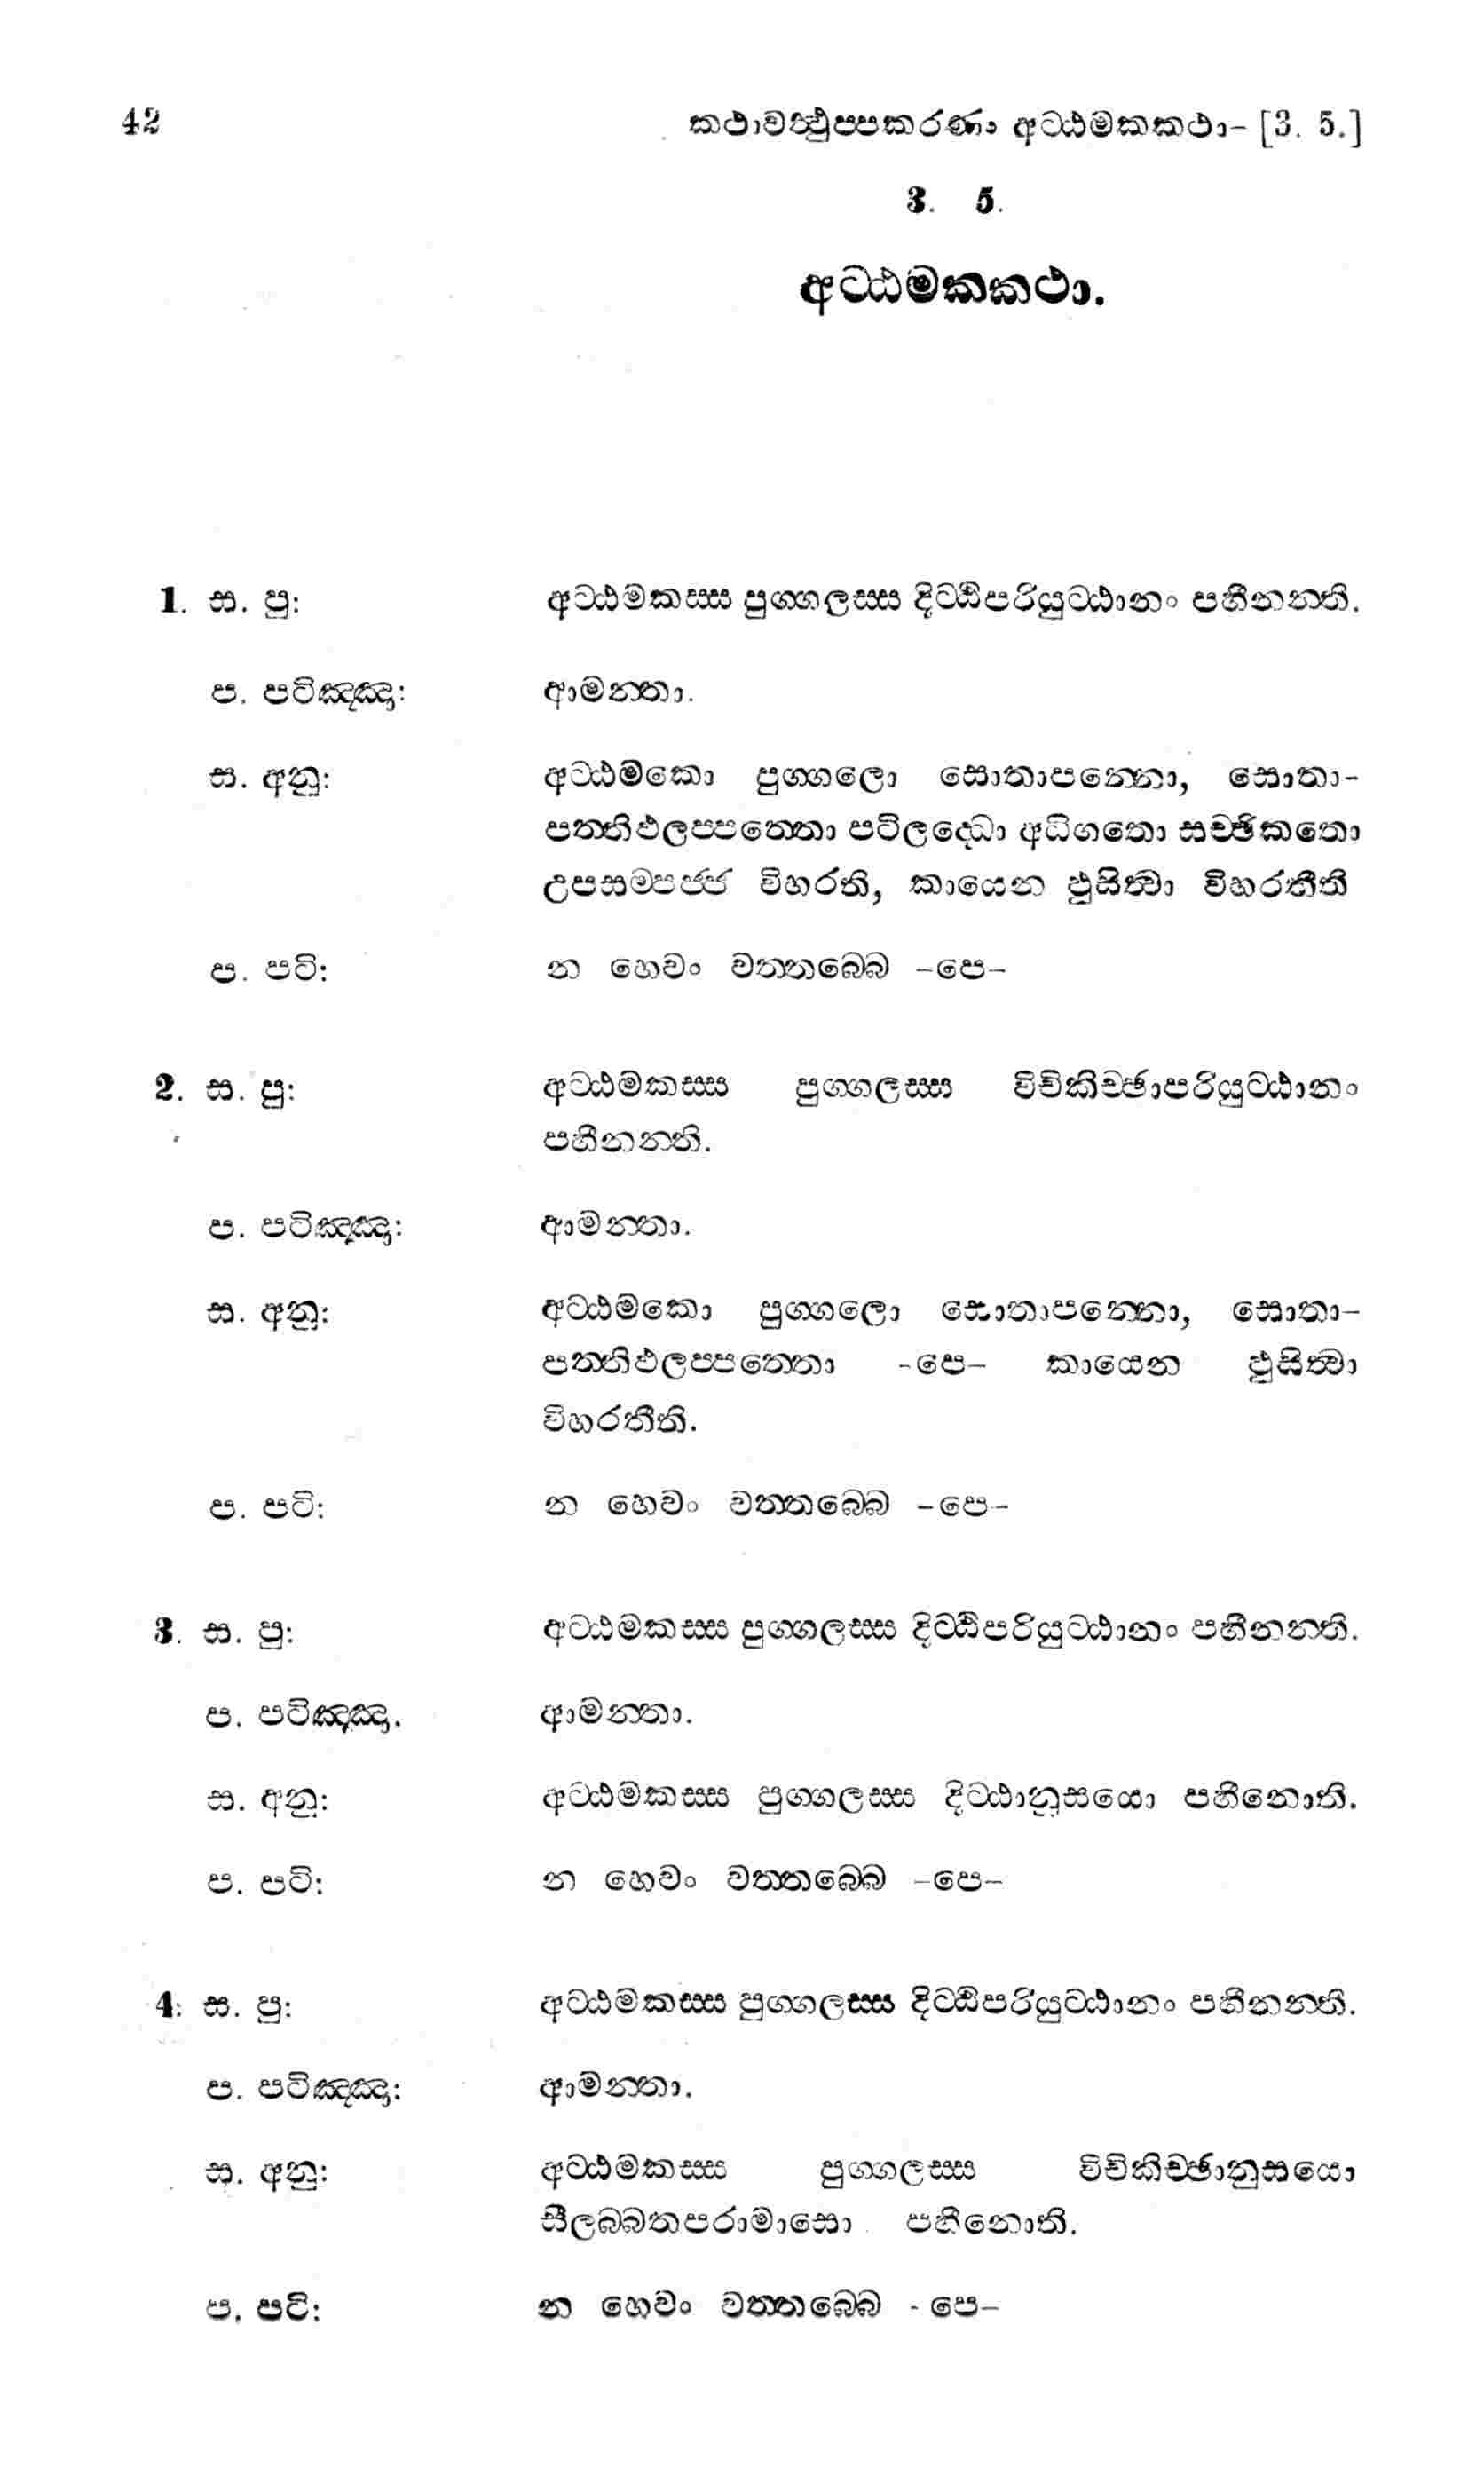 42 කථාවත්‍ථුප්පකරණං අට්ඨමකකථා- [3. 5.]
3. 5.
අට්ඨමකකථා.
1. ස. පු: අට්ඨමකස්ස පුග්ගලස්ස දිට්ඨිපරියුට්ඨානං පහීනන්ති.
ප. පටිඤ්ඤා: ආමන්තා.
ස. අනු: අට්ඨමකො පුග්ගලො සොතාපන්නො, සොතා-
පත්තිඵලප්පත්තො පටිලද්ධො අධිගතො සච්ඡිකතො
උපසම්පජ්ජ විහරති, කායෙන ඵුසිත්‍වා විහරතීති
ප. පටි: න හෙවං වත්තබ්බෙ -පෙ-
2. ස. පු: අට්ඨමකස්ස පුග්ගලස්ස විචිකිච්ඡාපරියුට්ඨානං
පහීනන්ති.
ප. පටිඤ්ඤා: ආමන්තා.
ස. අනු: අට්ඨමකො පුග්ගලො සොතාපන්නො, සොතා-
පත්තිඵලප්පත්තො -පෙ- කායෙන ඵුසිත්‍වා
විහරතීති.
ප. පටි: න හෙවං වත්තබ්බෙ -පෙ-
3. ස. පු: අට්ඨමකස්ස පුග්ගලස්ස දිට්ඨිපරියුට්ඨානං පහීනන්ති.
ප. පටිඤ්ඤා. ආමන්තා.
ස. අනු: අට්ඨමකස්ස පුග්ගලස්ස දිට්ඨානුසයො පහීනොති.
ප. පටි: න හෙවං වත්තබ්බෙ -පෙ-
4: ස. පු: අට්ඨමකස්ස පුග්ගලස්ස දිට්ඨිපරියුට්ඨානං පහීනන්ති.
ප. පටිඤ්ඤා: ආමන්තා.
ස. අනු: අට්ඨමකස්ස පුග්ගලස්ස විචිකිච්ඡානුසයො
සීලබ්බතපරාමාසො පහීනොති.
ප. පටි: න හෙවං වත්තබ්බෙ - පෙ-